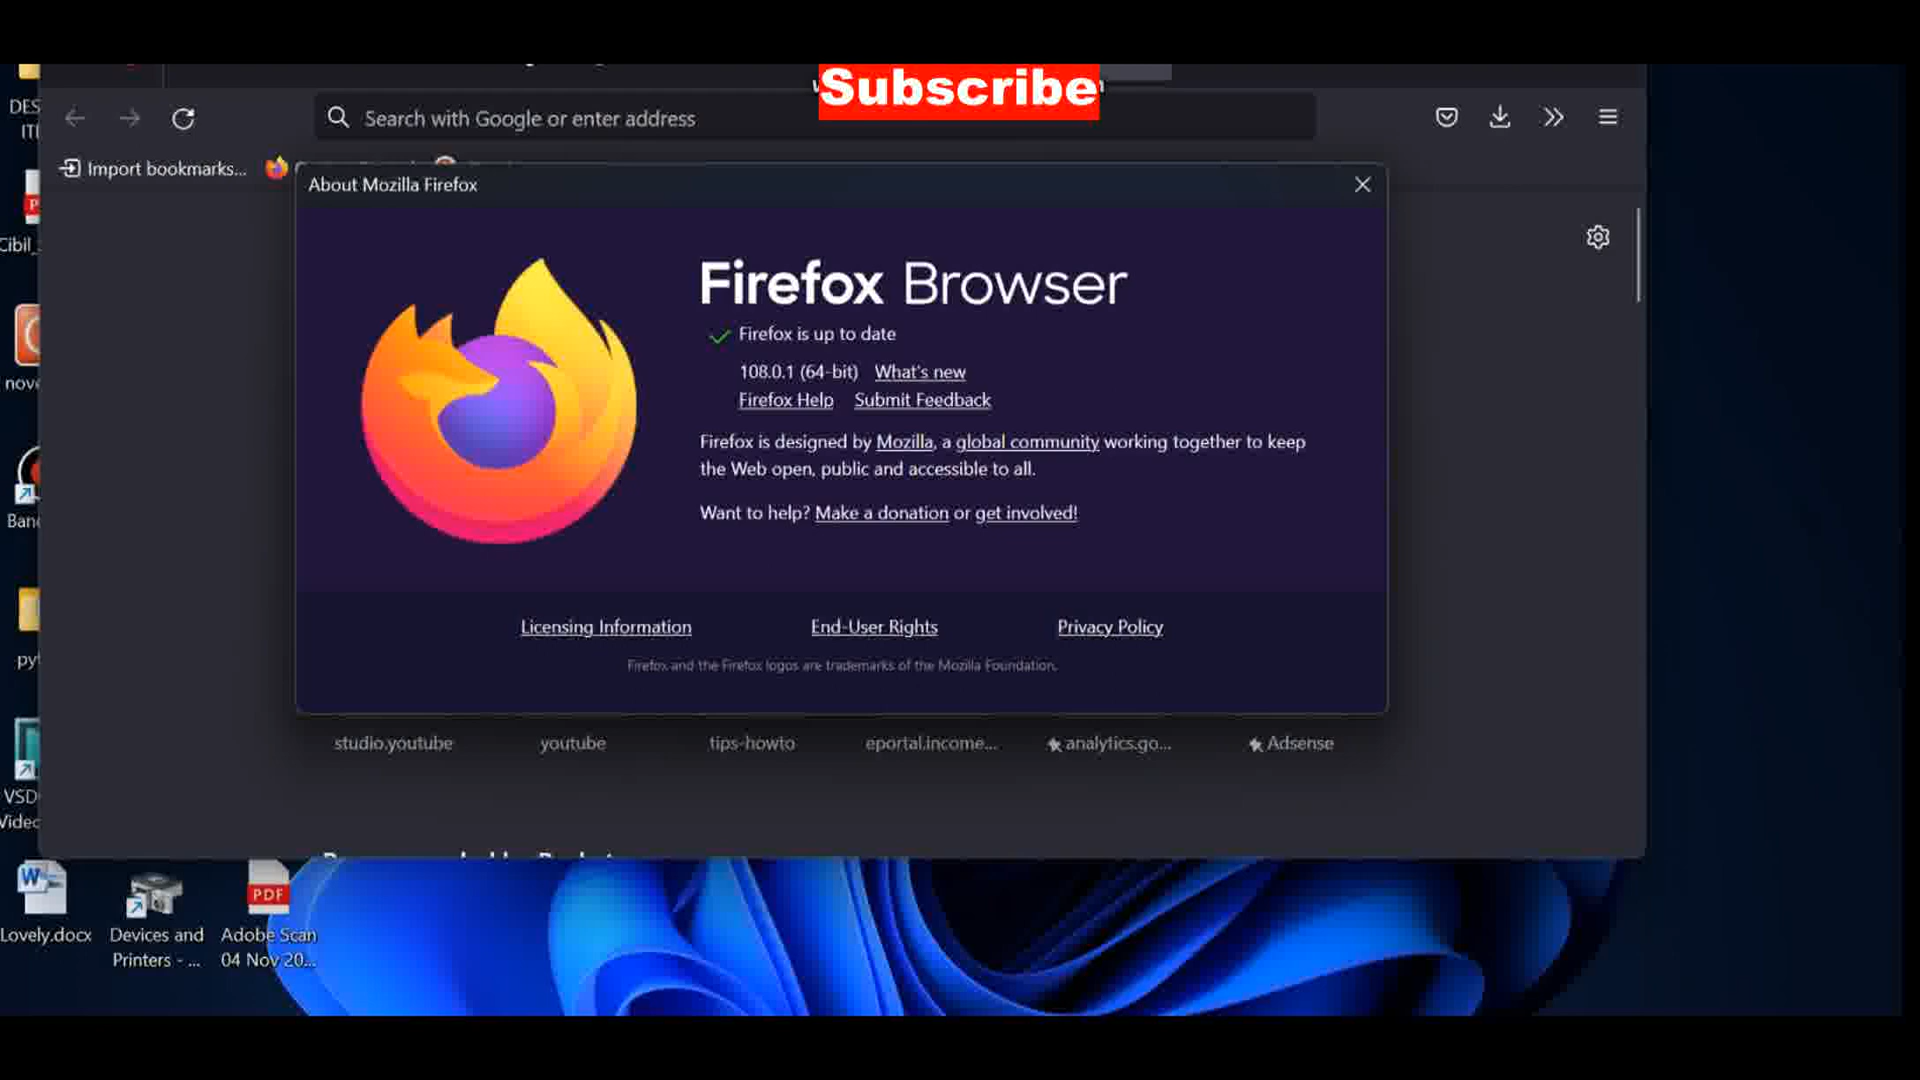 Subscribe
Search with Google or enter address
Import bookmarks...
About Mozilla Firefox
Firefox Browser
Firefox is up to date
108.0.1 (64-bit) What's new
Firefox Help Submit Feedback
Firefox is designed by Mozilla, a global community working together to keep
the Web open, public and accessible to all.
Want to help? Make a donation or get involved!
Licensing Information End-User Rights Privacy Policy
Firefox and the Firefox logos are trademarks of the Mozilla Foundation.
studio.youtube youtube tips-howto eportal.income... analytics.go... Adsense
DES
Cibil_
nove
Ban
py
VSD
Video
Lovely.docx
Devices and
Printers - ...
PDF
Adobe Scan
04 Nov 20...